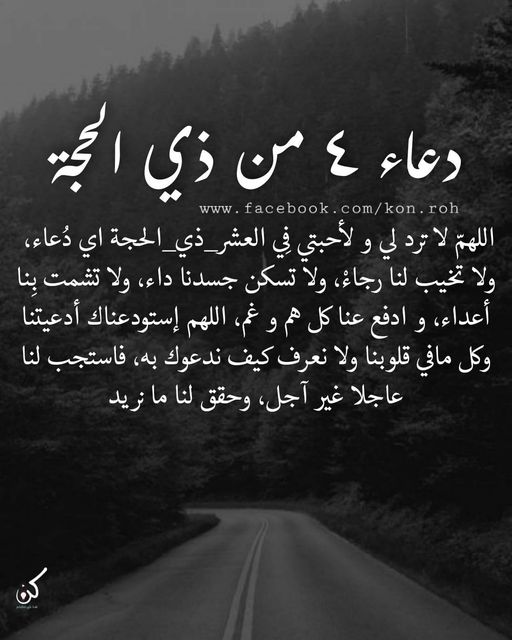 دعاء ٤ من ذي الحجة
www.facebook.com/kon.roh
اللهمّ لا ترد لي و لأحبتي فِي العشر_ذي_الحجة اي دُعاء،
ولا تخيب لنا رجاءْ، ولا تسكن جسدنا داء، ولا تشمت بِنا
أعداء، و ادفع عنا كل هم و غم، اللهم إستودعناك أدعيتنا
وكل مافي قلوبنا ولا نعرف كيف ندعوك به، فاستجب لنا
عاجلا غير آجل، وحقق لنا ما نريد
كن